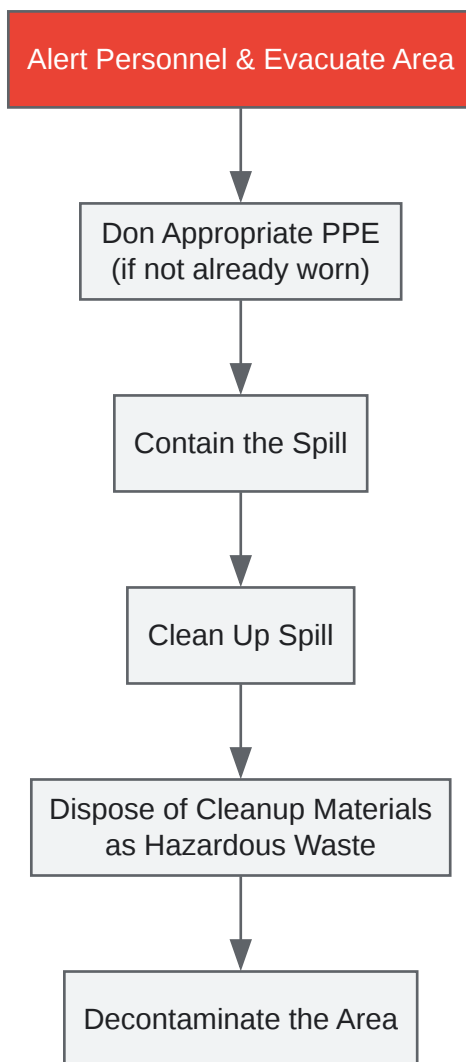 Alert Personnel & Evacuate Area
Don Appropriate PPE
(if not already worn)
Contain the Spill
Clean Up Spill
Dispose of Cleanup Materials
as Hazardous Waste
Decontaminate the Area